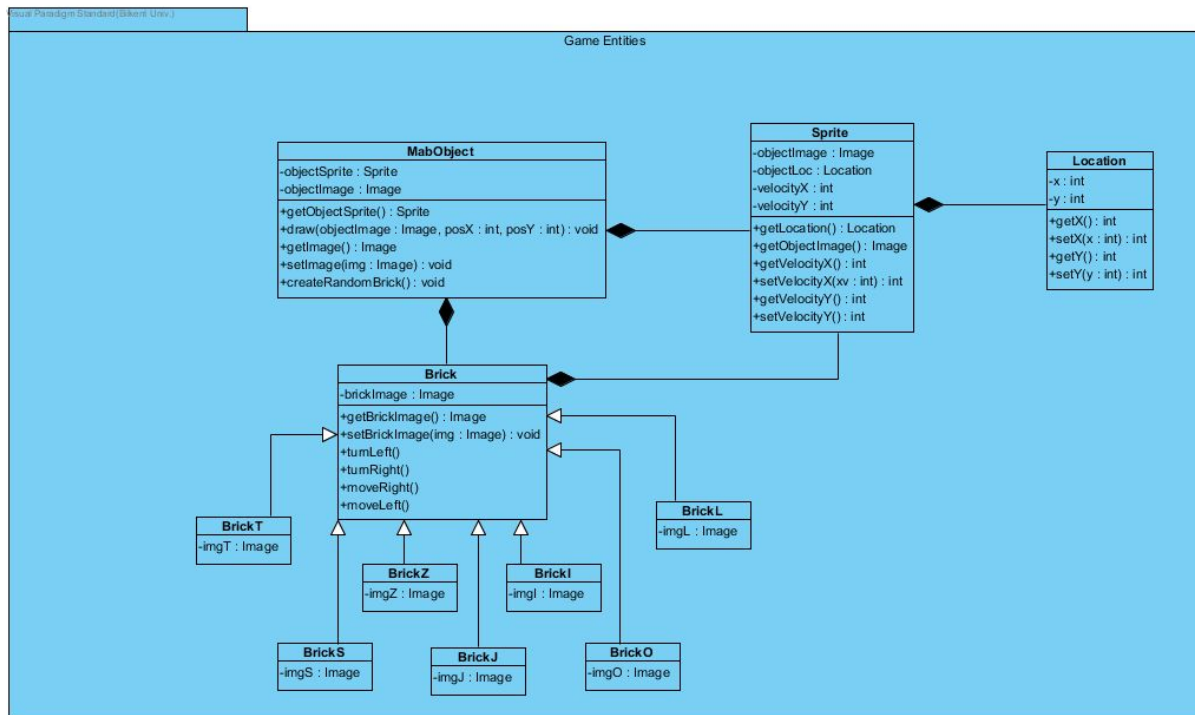 Visual Paradigm Standard(Bilkent Univ.)
Game Entities
MabObject
-objectSprite : Sprite
-objectImage : Image
+getObjectSprite() : Sprite
+draw(objectImage : Image, posX : int, posY : int) : void
+getImage() : Image
+setImage(img : Image) : void
+createRandomBrick() : void
Sprite
-objectImage : Image
-objectLoc : Location
-velocityX : int
-velocityY : int
+getLocation() : Location
+getObjectImage() : Image
+getVelocityX() : int
+setVelocityX(xv : int) : int
+getVelocityY() : int
+setVelocityY() : int
Location
-x : int
-y : int
+getX() : int
+setX(x : int) : int
+getY() : int
+setY(y : int) : int
Brick
-brickImage : Image
+getBrickImage() : Image
+setBrickImage(img : Image) : void
+turnLeft()
+turnRight()
+moveRight()
+moveLeft()
BrickT
-imgT : Image
BrickL
-imgL : Image
BrickZ
-imgZ : Image
BrickI
-imgI : Image
BrickS
-imgS : Image
BrickJ
-imgJ : Image
BrickO
-imgO : Image